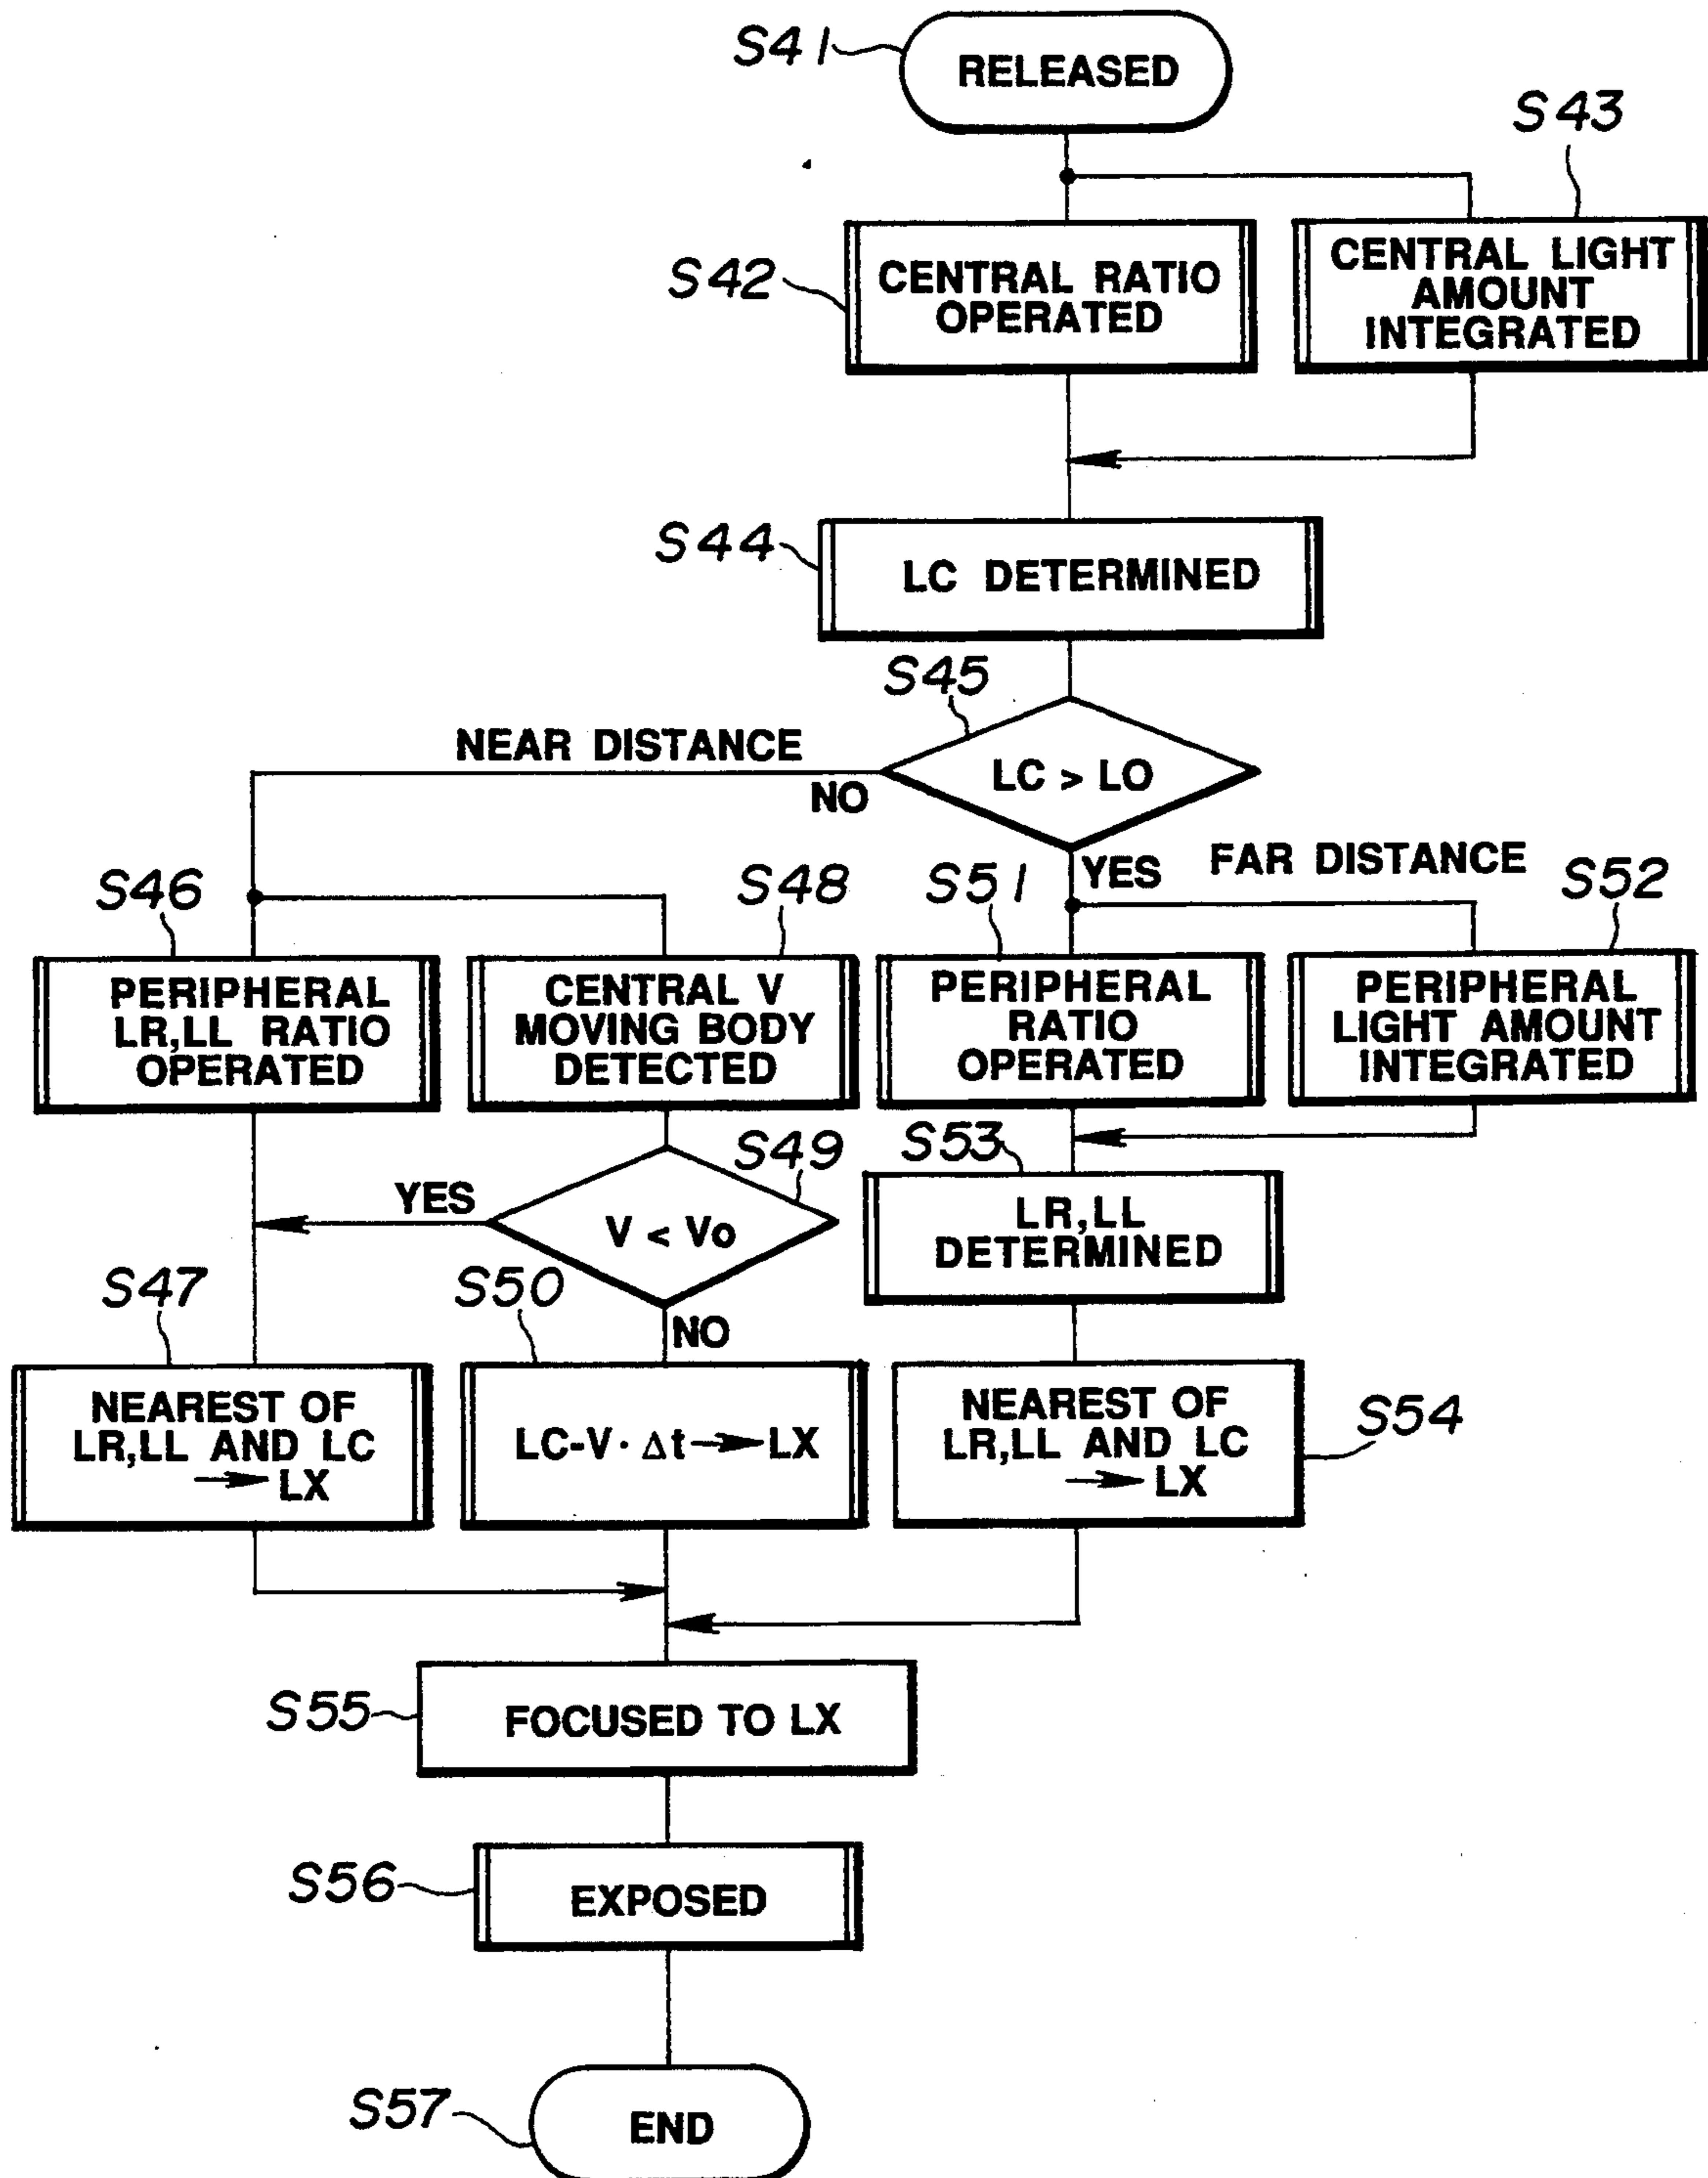 S41
RELEASED
S43
S42
CENTRAL RATIO
OPERATED
CENTRAL LIGHT
AMOUNT
INTEGRATED
S44
LC DETERMINED
S45
NEAR DISTANCE
LC > LO
NO
YES
FAR DISTANCE
S46
S48
S51
S52
PERIPHERAL
LR,LL RATIO
OPERATED
CENTRAL V
MOVING BODY
DETECTED
PERIPHERAL
RATIO
OPERATED
PERIPHERAL
LIGHT AMOUNT
INTEGRATED
S49
S53
YES
V < Vo
LR,LL
DETERMINED
S47
S50
NO
NEAREST OF
LR,LL AND LC
→ LX
LC-V· Δt → LX
NEAREST OF
LR,LL AND LC
→ LX
S54
S55
FOCUSED TO LX
S56
EXPOSED
S57
END